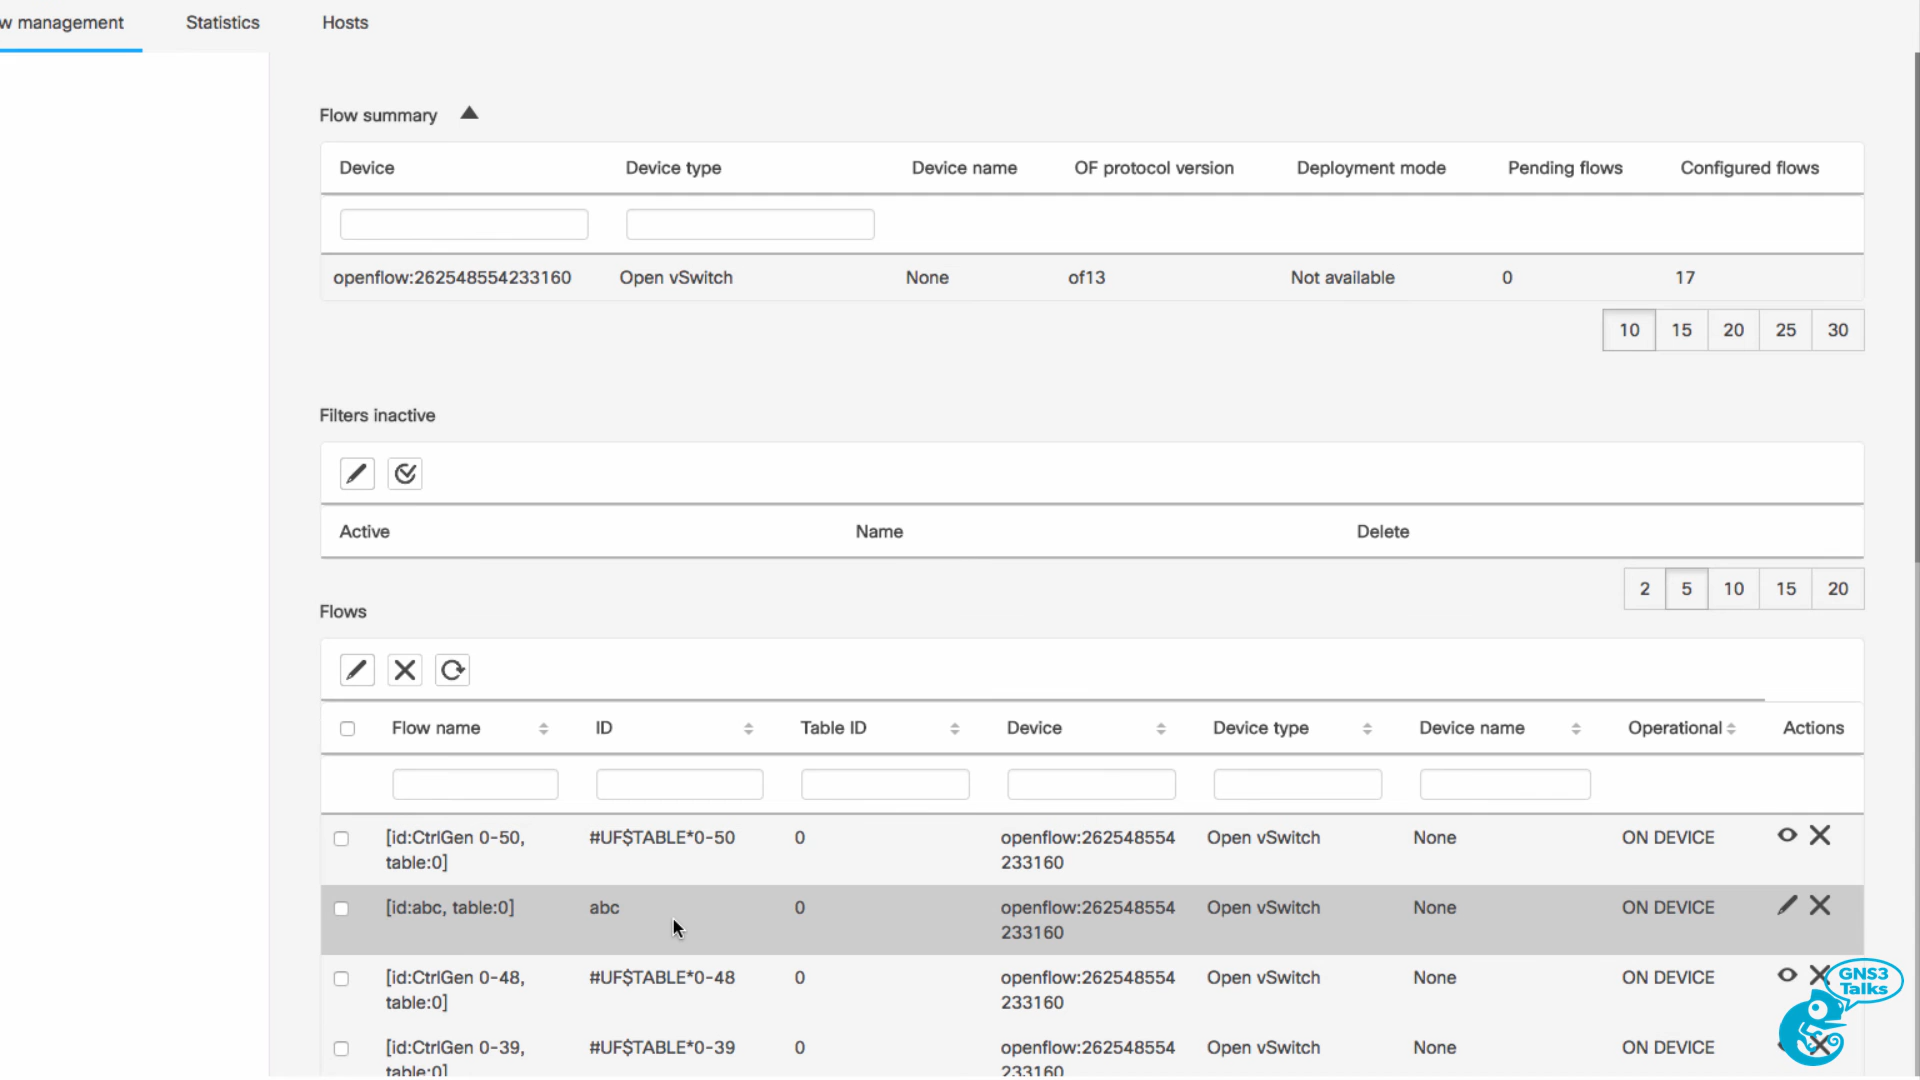 w management Statistics Hosts
Flow summary
Device Device type Device name OF protocol version Deployment mode Pending flows Configured flows
openflow:262548554233160 Open vSwitch None of13 Not available 0 17
10 15 20 25 30
Filters inactive
Active Name Delete
2 5 10 15 20
Flows
Flow name ID Table ID Device Device type Device name Operational Actions
[id:CtrlGen 0-50, #UF$TABLE*0-50 0 openflow:262548554 Open vSwitch None ON DEVICE
table:0] 233160
[id:abc, table:0] abc 0 openflow:262548554 Open vSwitch None ON DEVICE
233160
[id:CtrlGen 0-48, #UF$TABLE*0-48 0 openflow:262548554 Open vSwitch None ON DEVICE
table:0] 233160
GNS3
Talks
[id:CtrlGen 0-39, #UF$TABLE*0-39 0 openflow:262548554 Open vSwitch None ON DEVICE
table:0] 233160